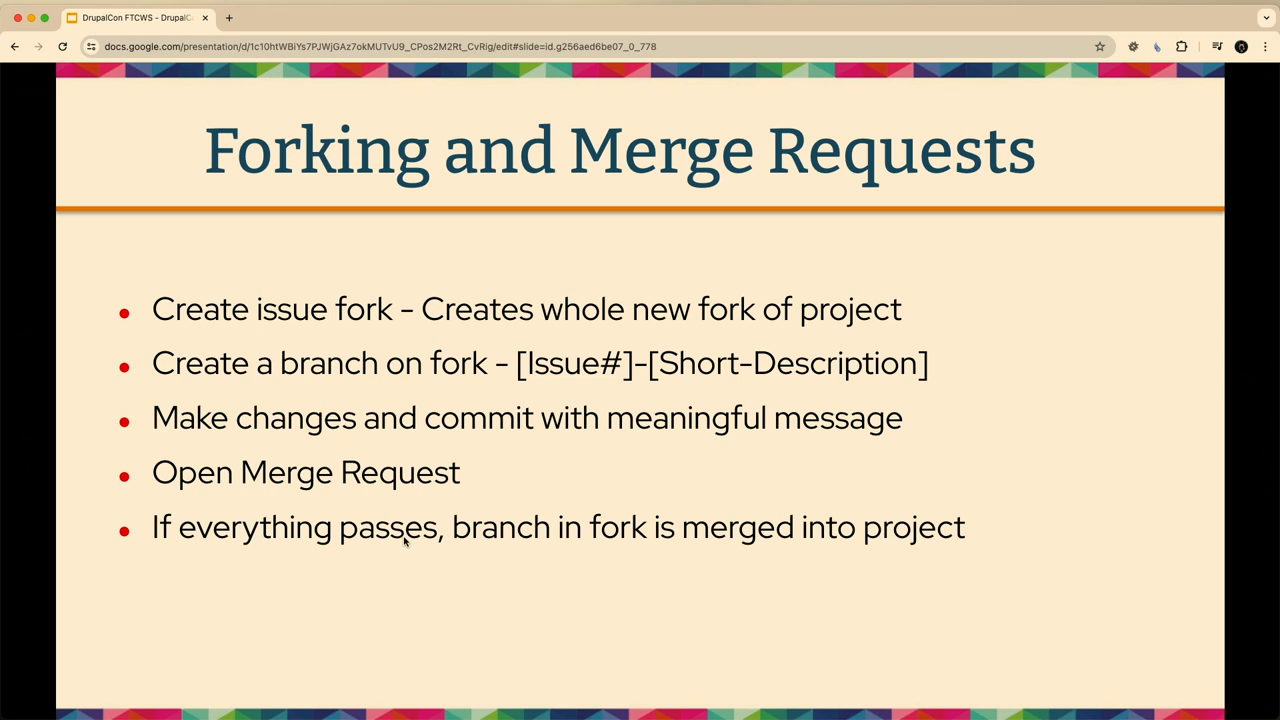 DrupalCon FTCWS - DrupalC
docs.google.com/presentation/d/1c10htWBiYs7PJWjGAz7okMUTvU9_CPos2M2Rt_CvRig/edit#slide=id.g256aed6be07_0_778
Forking and Merge Requests
Create issue fork - Creates whole new fork of project
Create a branch on fork - [Issue#]-[Short-Description]
Make changes and commit with meaningful message
Open Merge Request
If everything passes, branch in fork is merged into project